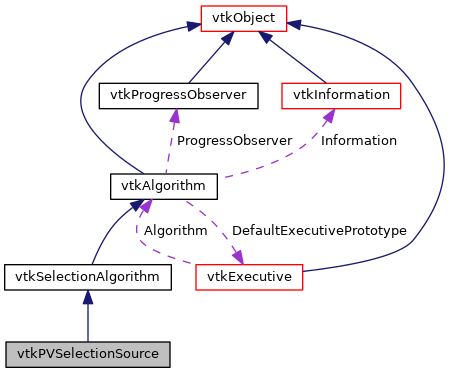 vtkObject
vtkProgressObserver
vtkInformation
ProgressObserver
Information
vtkAlgorithm
Algorithm
DefaultExecutivePrototype
vtkSelectionAlgorithm
vtkExecutive
vtkPVSelectionSource